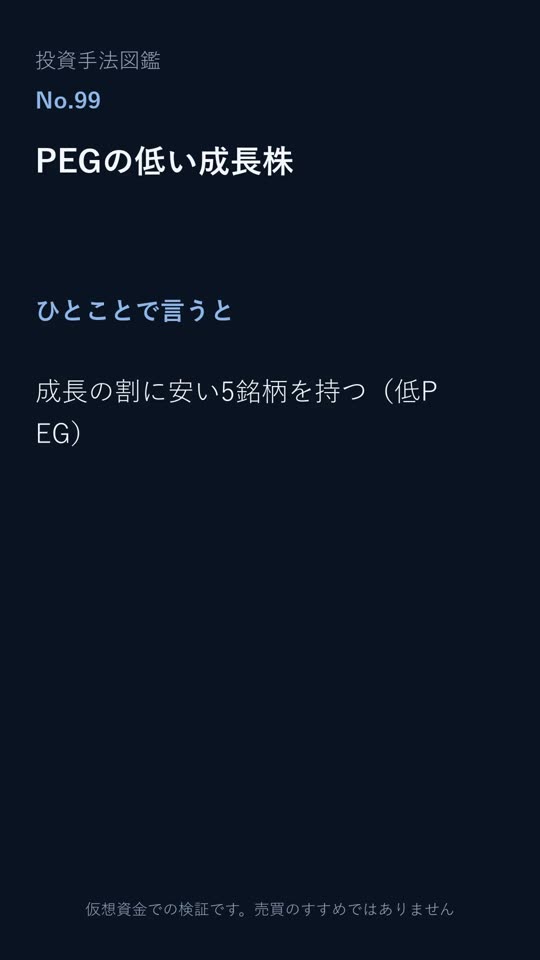 投資手法図鑑
No.99
PEGの低い成長株
ひとことで言うと
成長の割に安い5銘柄を持つ（低P
EG）
仮想資金での検証です。売買のすすめではありません